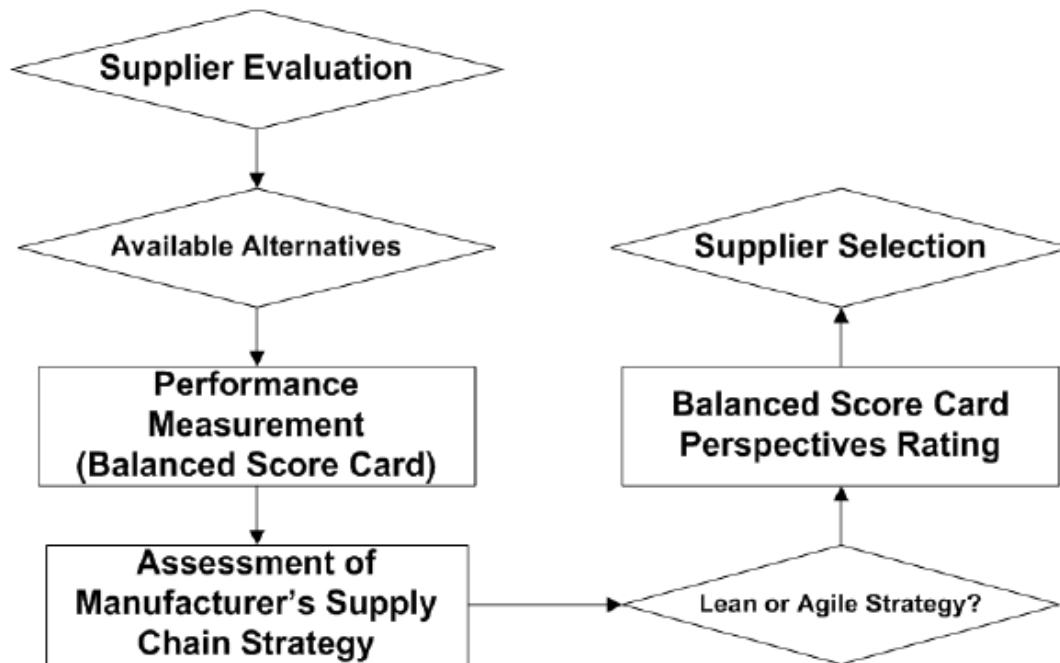 Supplier Evaluation
Available Alternatives
Performance
Measurement
(Balanced Score Card)
Assessment of
Manufacturer's Supply
Chain Strategy
Lean or Agile Strategy?
Balanced Score Card
Perspectives Rating
Supplier Selection